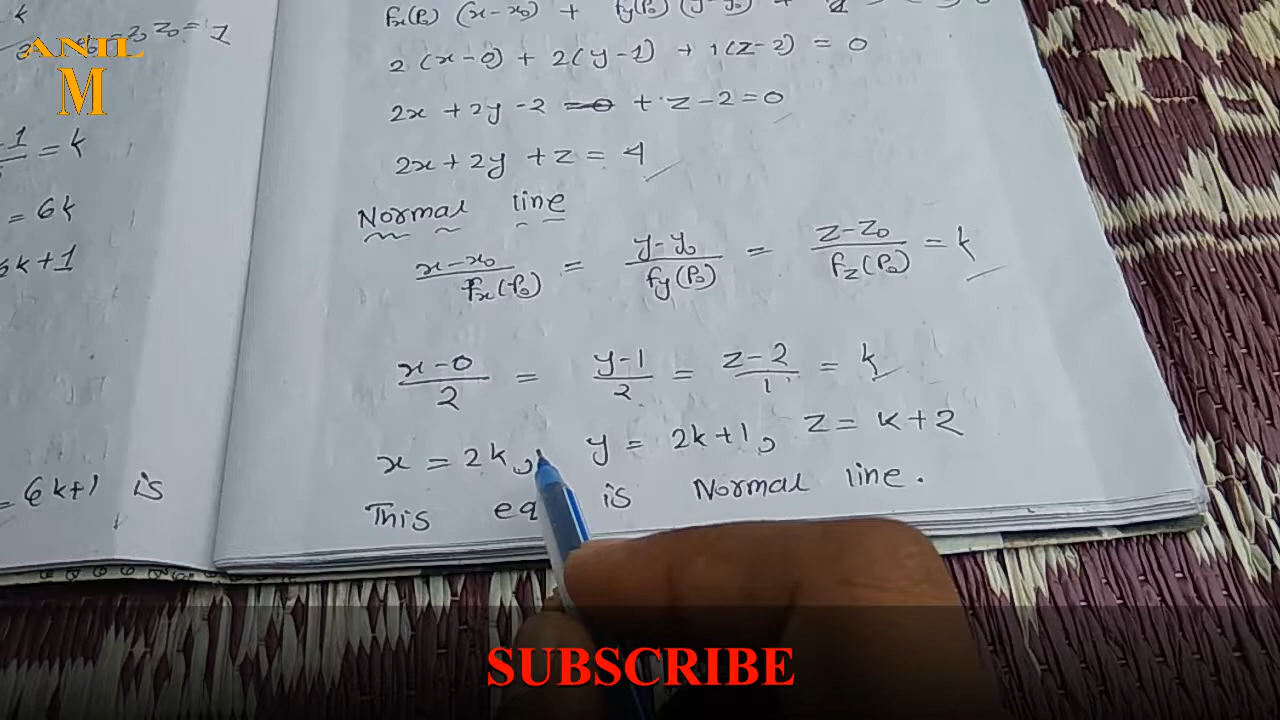 k
z₀ = 1
ANIL
M
= k
= 6k
6k+1
= 6k+1 is
fx(P₀) (x-x₀) + fy(P₀) (y-y₀) +
2(x-0) + 2(y-1) + 1(z-2) = 0
2x + 2y - 2 + z - 2 = 0
2x + 2y + z = 4
Normal line
x-x₀/fx(P₀) = y-y₀/fy(P₀) = z-z₀/fz(P₀) = k
x-0/2 = y-1/2 = z-2/1 = k
x = 2k, y = 2k+1, z = k+2
This eq is Normal line.
SUBSCRIBE